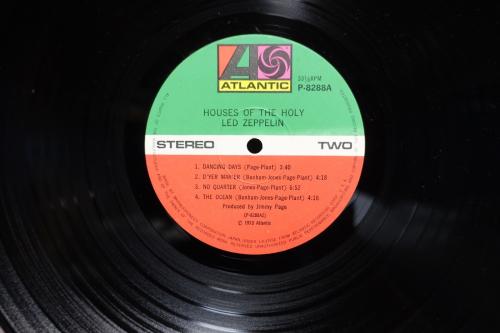 ATLANTIC
33⅓RPM
P-8288A
HOUSES OF THE HOLY
LED ZEPPELIN
STEREO TWO
1. DANCING DAYS (Page-Plant) 3:40
2. D'YER MAK'ER (Bonham-Jones-Page-Plant) 4:18
3. NO QUARTER (Jones-Page-Plant) 6:52
4. THE OCEAN (Bonham-Jones-Page-Plant) 4:16
Produced by Jimmy Page
(P-8288A2)
© 1973 Atlantic